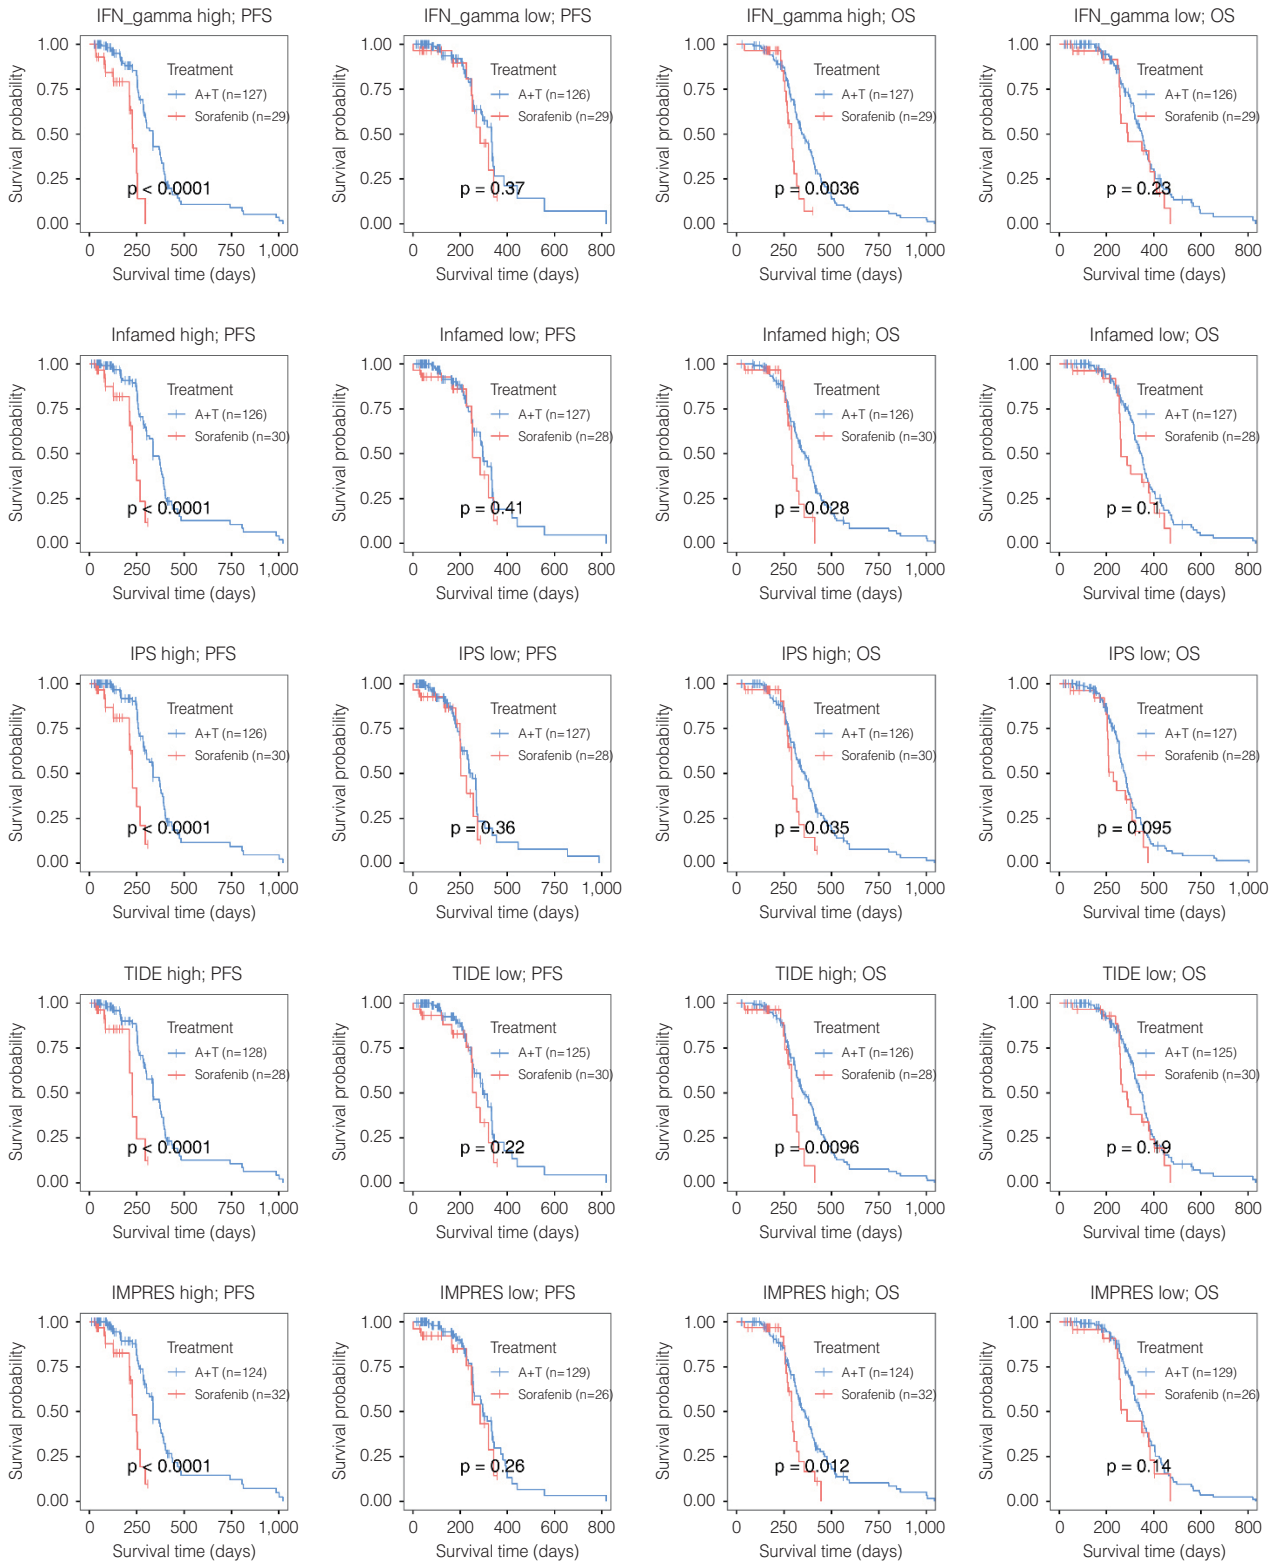 IFN_gamma high; PFS
Survival probability
1.00
0.75
0.50
0.25
0.00
Treatment
A+T (n=127)
Sorafenib (n=29)
p < 0.0001
0 250 500 750 1,000
Survival time (days)
IFN_gamma low; PFS
Survival probability
1.00
0.75
0.50
0.25
0.00
Treatment
A+T (n=126)
Sorafenib (n=29)
p = 0.37
0 200 400 600 800
Survival time (days)
IFN_gamma high; OS
Survival probability
1.00
0.75
0.50
0.25
0.00
Treatment
A+T (n=127)
Sorafenib (n=29)
p = 0.0036
0 250 500 750 1,000
Survival time (days)
IFN_gamma low; OS
Survival probability
1.00
0.75
0.50
0.25
0.00
Treatment
A+T (n=126)
Sorafenib (n=29)
p = 0.23
0 200 400 600 800
Survival time (days)
Infamed high; PFS
Survival probability
1.00
0.75
0.50
0.25
0.00
Treatment
A+T (n=126)
Sorafenib (n=30)
p < 0.0001
0 250 500 750 1,000
Survival time (days)
Infamed low; PFS
Survival probability
1.00
0.75
0.50
0.25
0.00
Treatment
A+T (n=127)
Sorafenib (n=28)
p = 0.41
0 200 400 600 800
Survival time (days)
Infamed high; OS
Survival probability
1.00
0.75
0.50
0.25
0.00
Treatment
A+T (n=126)
Sorafenib (n=30)
p = 0.028
0 250 500 750 1,000
Survival time (days)
Infamed low; OS
Survival probability
1.00
0.75
0.50
0.25
0.00
Treatment
A+T (n=127)
Sorafenib (n=28)
p = 0.1
0 200 400 600 800
Survival time (days)
IPS high; PFS
Survival probability
1.00
0.75
0.50
0.25
0.00
Treatment
A+T (n=126)
Sorafenib (n=30)
p < 0.0001
0 250 500 750 1,000
Survival time (days)
IPS low; PFS
Survival probability
1.00
0.75
0.50
0.25
0.00
Treatment
A+T (n=127)
Sorafenib (n=28)
p = 0.36
0 250 500 750 1,000
Survival time (days)
IPS high; OS
Survival probability
1.00
0.75
0.50
0.25
0.00
Treatment
A+T (n=126)
Sorafenib (n=30)
p = 0.035
0 250 500 750 1,000
Survival time (days)
IPS low; OS
Survival probability
1.00
0.75
0.50
0.25
0.00
Treatment
A+T (n=127)
Sorafenib (n=28)
p = 0.095
0 250 500 750 1,000
Survival time (days)
TIDE high; PFS
Survival probability
1.00
0.75
0.50
0.25
0.00
Treatment
A+T (n=128)
Sorafenib (n=28)
p < 0.0001
0 250 500 750 1,000
Survival time (days)
TIDE low; PFS
Survival probability
1.00
0.75
0.50
0.25
0.00
Treatment
A+T (n=125)
Sorafenib (n=30)
p = 0.22
0 200 400 600 800
Survival time (days)
TIDE high; OS
Survival probability
1.00
0.75
0.50
0.25
0.00
Treatment
A+T (n=126)
Sorafenib (n=28)
p = 0.0096
0 250 500 750 1,000
Survival time (days)
TIDE low; OS
Survival probability
1.00
0.75
0.50
0.25
0.00
Treatment
A+T (n=125)
Sorafenib (n=30)
p = 0.19
0 200 400 600 800
Survival time (days)
IMPRES high; PFS
Survival probability
1.00
0.75
0.50
0.25
0.00
Treatment
A+T (n=124)
Sorafenib (n=32)
p < 0.0001
0 250 500 750 1,000
Survival time (days)
IMPRES low; PFS
Survival probability
1.00
0.75
0.50
0.25
0.00
Treatment
A+T (n=129)
Sorafenib (n=26)
p = 0.26
0 200 400 600 800
Survival time (days)
IMPRES high; OS
Survival probability
1.00
0.75
0.50
0.25
0.00
Treatment
A+T (n=124)
Sorafenib (n=32)
p = 0.012
0 250 500 750 1,000
Survival time (days)
IMPRES low; OS
Survival probability
1.00
0.75
0.50
0.25
0.00
Treatment
A+T (n=129)
Sorafenib (n=26)
p = 0.14
0 200 400 600 800
Survival time (days)